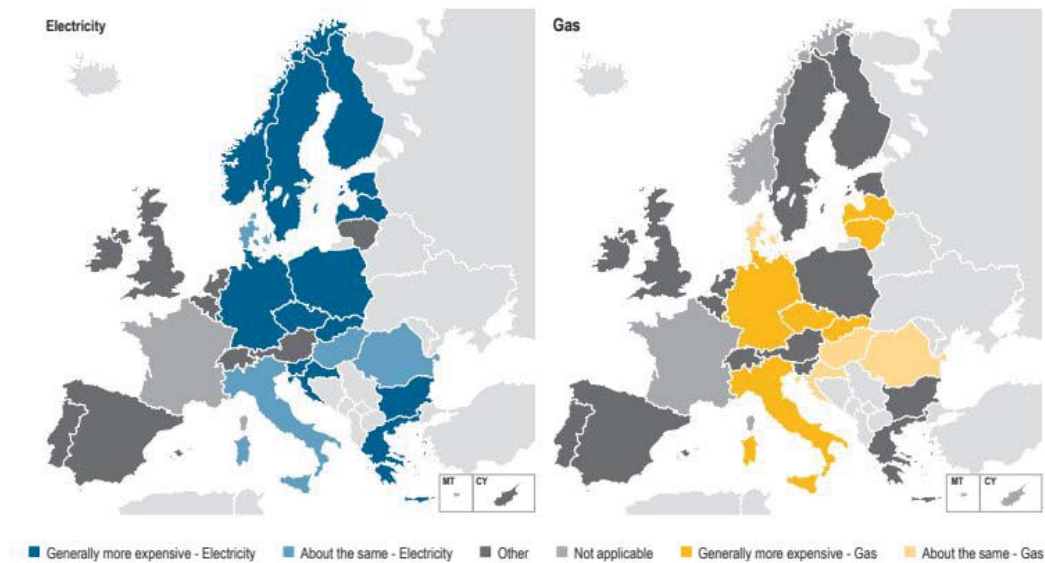 Electricity
Gas
MT
CY
MT
CY
Generally more expensive - Electricity
About the same - Electricity
Other
Not applicable
Generally more expensive - Gas
About the same - Gas